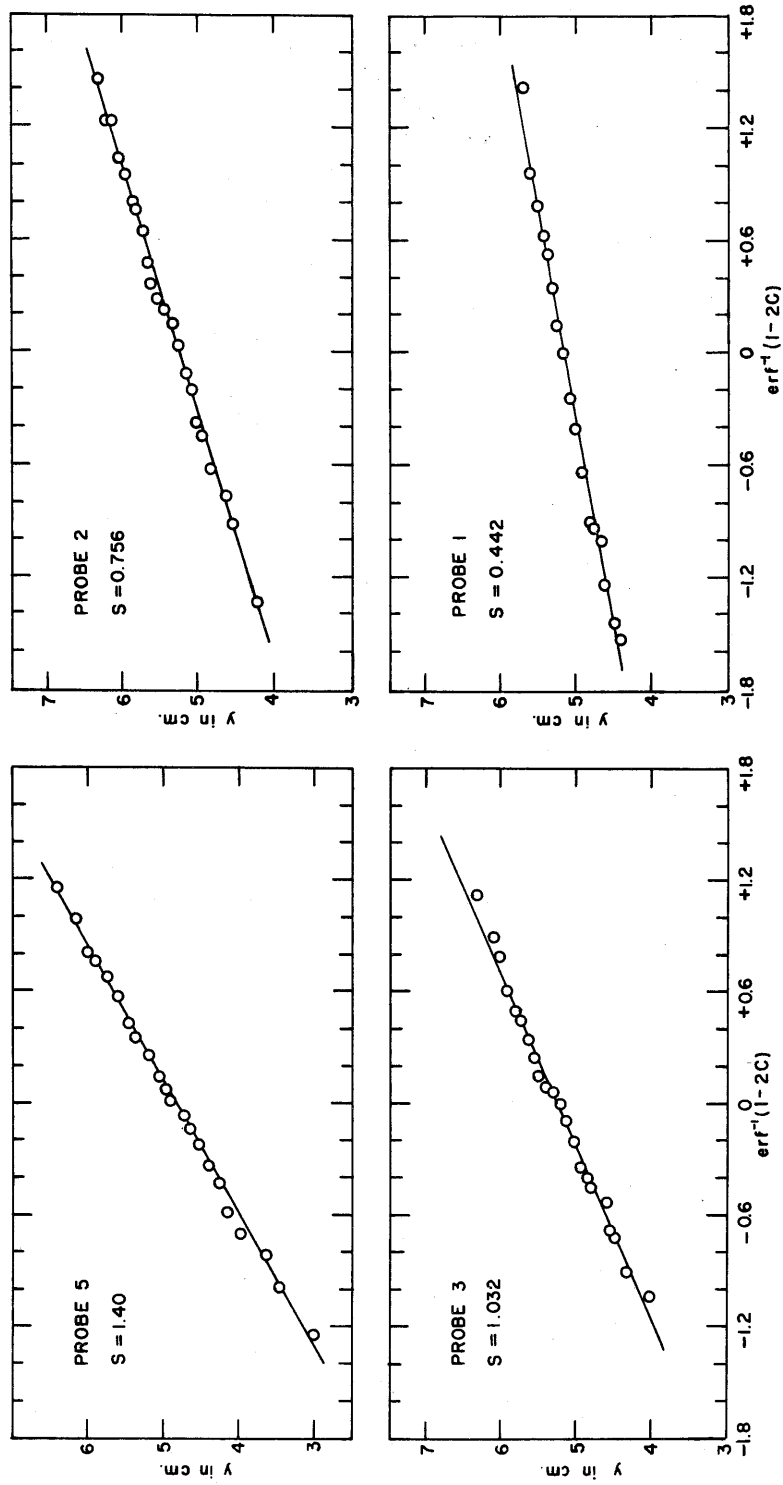 PROBE 5
S = 1.40
y in cm.
6
5
4
3
PROBE 2
S = 0.756
y in cm.
7
6
5
4
3
PROBE 3
S = 1.032
y in cm.
7
6
5
4
-1.8 -1.2 -0.6 0 +0.6 +1.2 +1.8
erf⁻¹(1-2C)
PROBE 1
S = 0.442
y in cm.
7
6
5
4
3
-1.8 -1.2 -0.6 0 +0.6 +1.2 +1.8
erf⁻¹(1-2C)